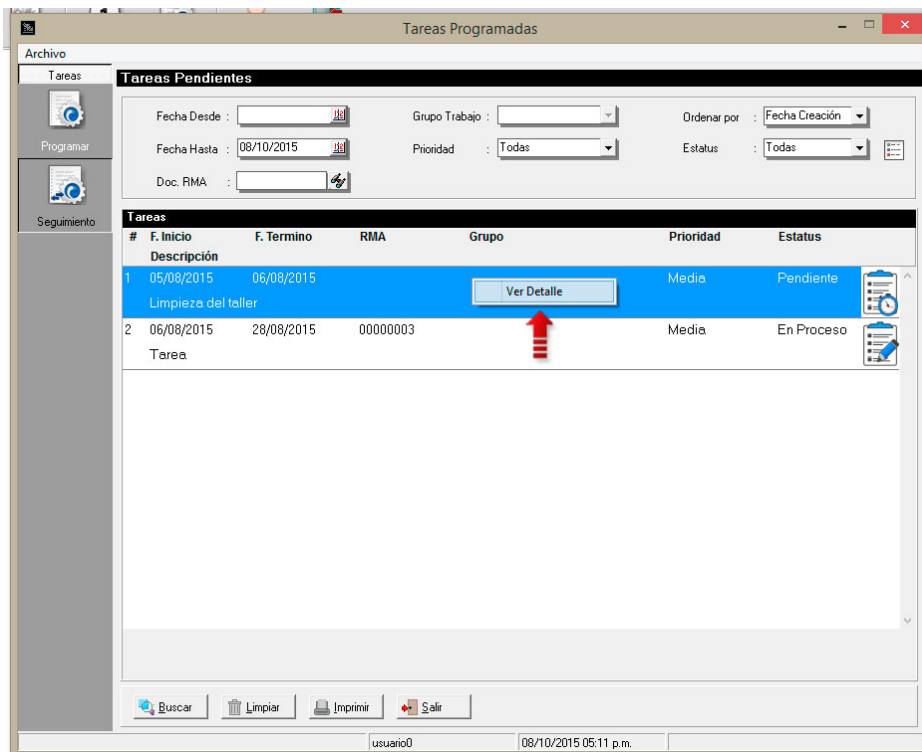 Tareas Programadas
Archivo
Tareas
Programar
Seguimiento
Tareas Pendientes
Fecha Desde :
Grupo Trabajo :
Ordenar por : Fecha Creación
Fecha Hasta : 08/10/2015
Prioridad : Todas
Estatus : Todas
Doc. RMA :
Tareas
# F. Inicio F. Termino RMA Grupo Prioridad Estatus
Descripción
1 05/08/2015 06/08/2015 Media Pendiente
Ver Detalle
Limpieza del taller
2 06/08/2015 28/08/2015 00000003 Media En Proceso
Tarea
Buscar Limpiar Imprimir Salir
usuario0 08/10/2015 05:11 p.m.